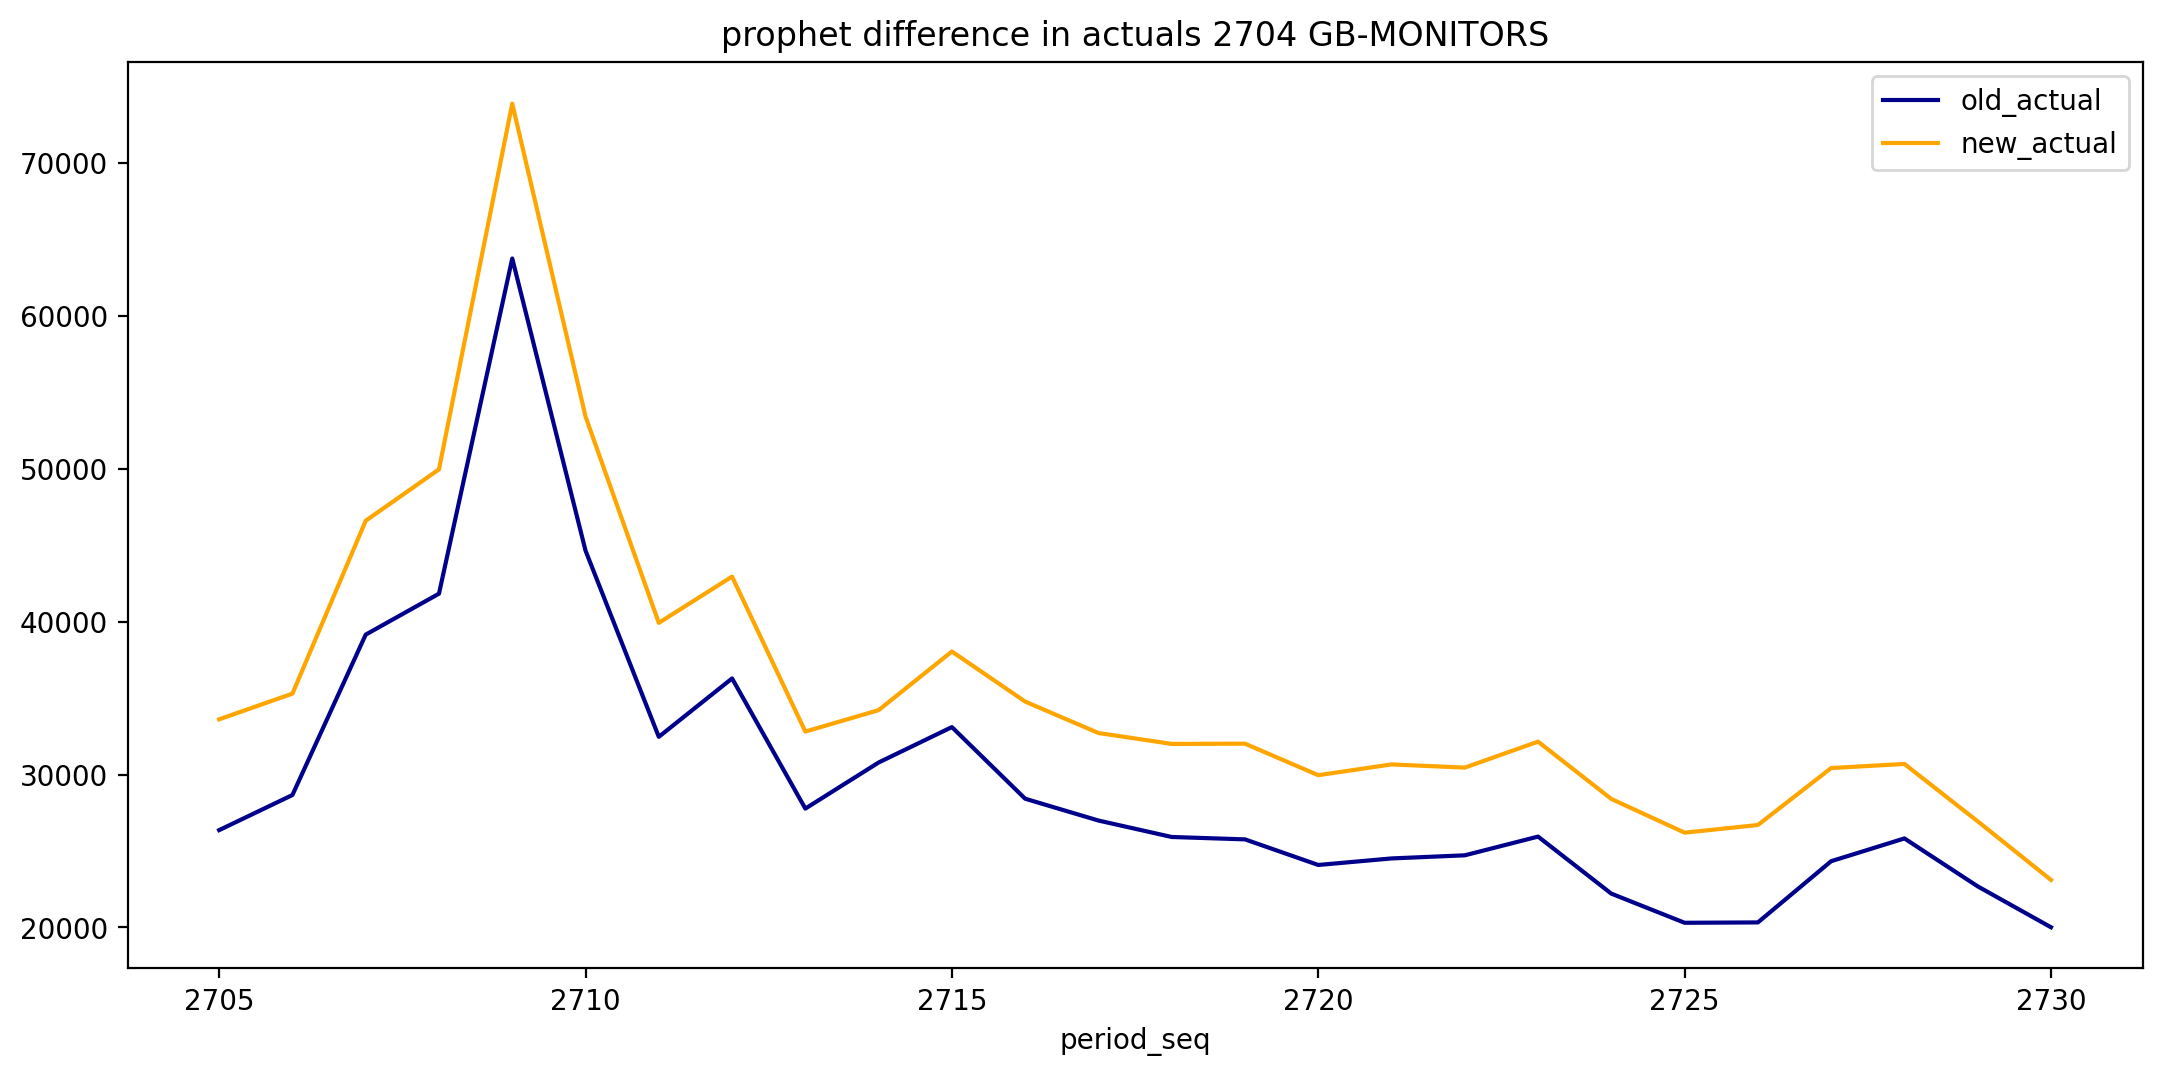 prophet difference in actuals 2704 GB-MONITORS
old_actual
new_actual
70000
60000
50000
40000
30000
20000
2705 2710 2715 2720 2725 2730
period_seq